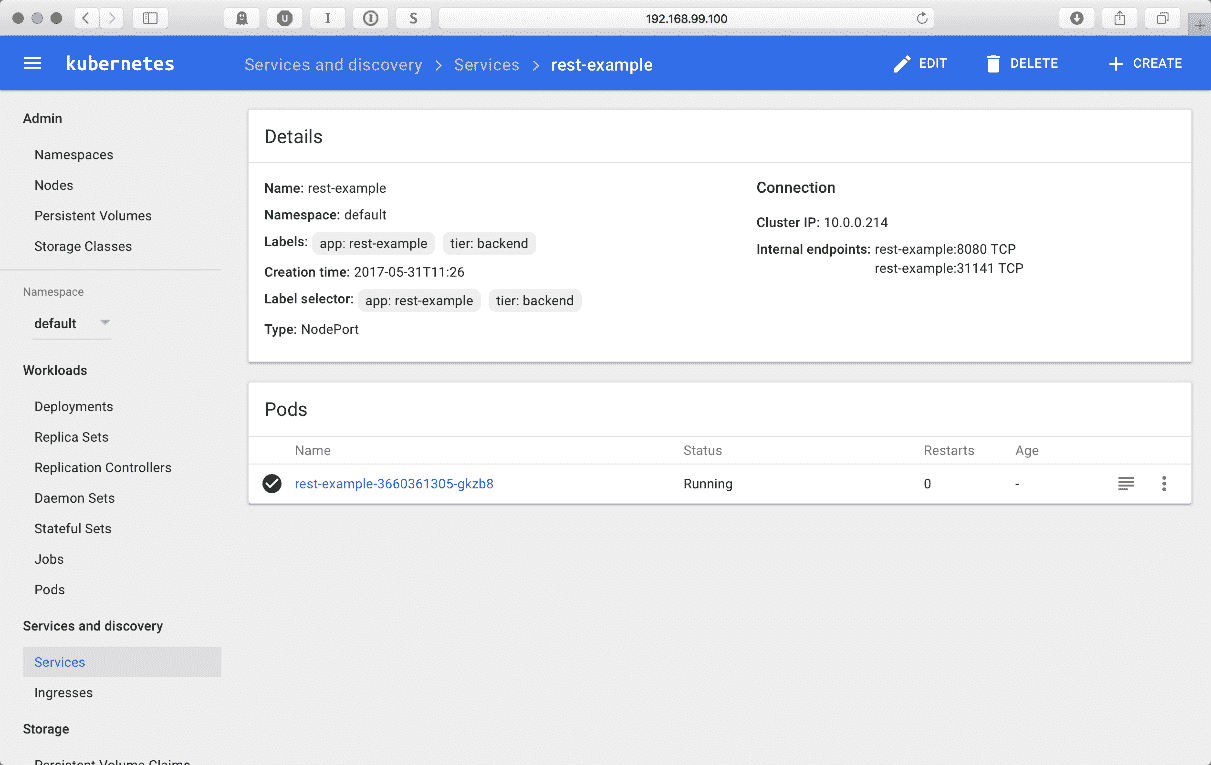 U I S 192.168.99.100
kubernetes Services and discovery > Services > rest-example EDIT DELETE + CREATE
Admin
Namespaces
Nodes
Persistent Volumes
Storage Classes
Namespace
default
Workloads
Deployments
Replica Sets
Replication Controllers
Daemon Sets
Stateful Sets
Jobs
Pods
Services and discovery
Services
Ingresses
Storage
Persistent Volume Claims
Details
Name: rest-example
Namespace: default
Labels: app: rest-example tier: backend
Creation time: 2017-05-31T11:26
Label selector: app: rest-example tier: backend
Type: NodePort
Connection
Cluster IP: 10.0.0.214
Internal endpoints: rest-example:8080 TCP
rest-example:31141 TCP
Pods
Name Status Restarts Age
rest-example-3660361305-gkzb8 Running 0 -